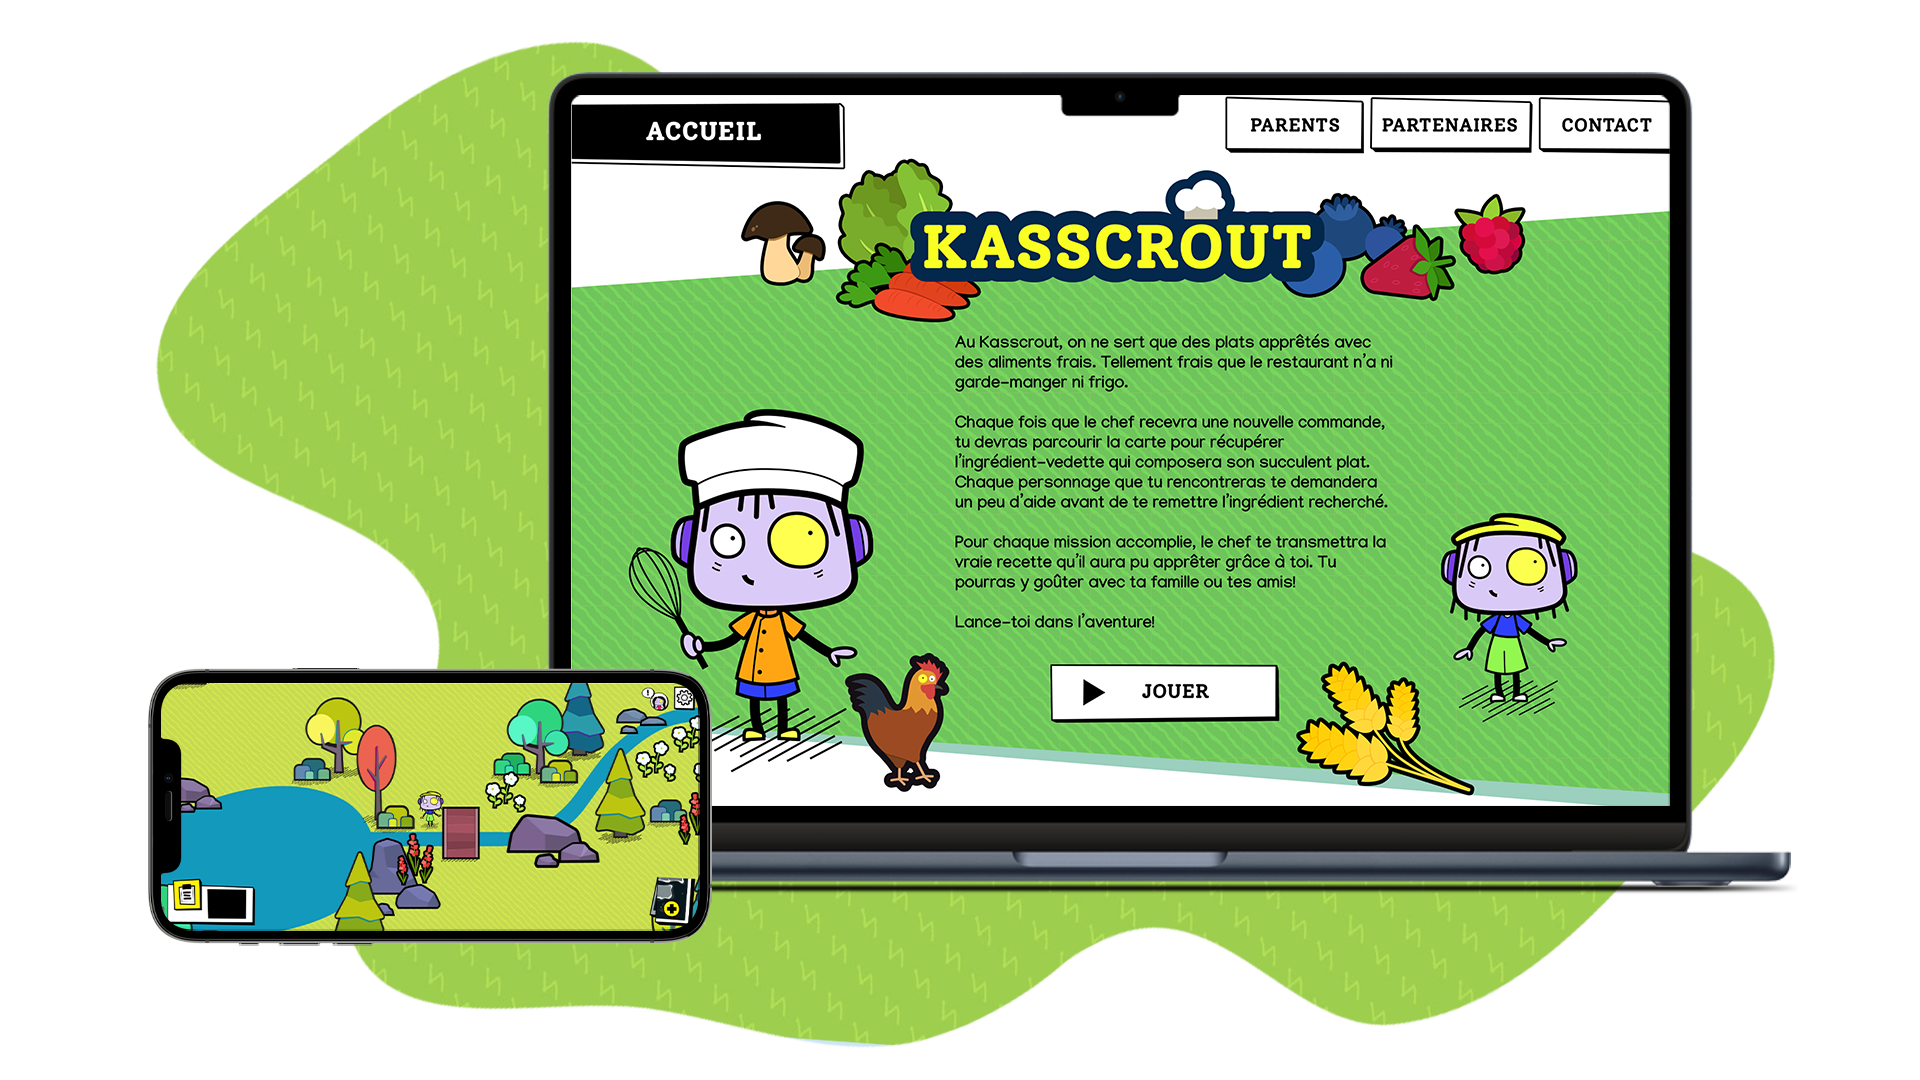 ACCUEIL
PARENTS
PARTENAIRES
CONTACT
KASSCROUT
Au Kasscrout, on ne sert que des plats apprêtés avec
des aliments frais. Tellement frais que le restaurant n'a ni
garde-manger ni frigo.
Chaque fois que le chef recevra une nouvelle commande,
tu devras parcourir la carte pour récupérer
l'ingrédient-vedette qui composera son succulent plat.
Chaque personnage que tu rencontreras te demandera
un peu d'aide avant de te remettre l'ingrédient recherché.
Pour chaque mission accomplie, le chef te transmettra la
vraie recette qu'il aura pu apprêter grâce à toi. Tu
pourras y goûter avec ta famille ou tes amis!
Lance-toi dans l'aventure!
JOUER